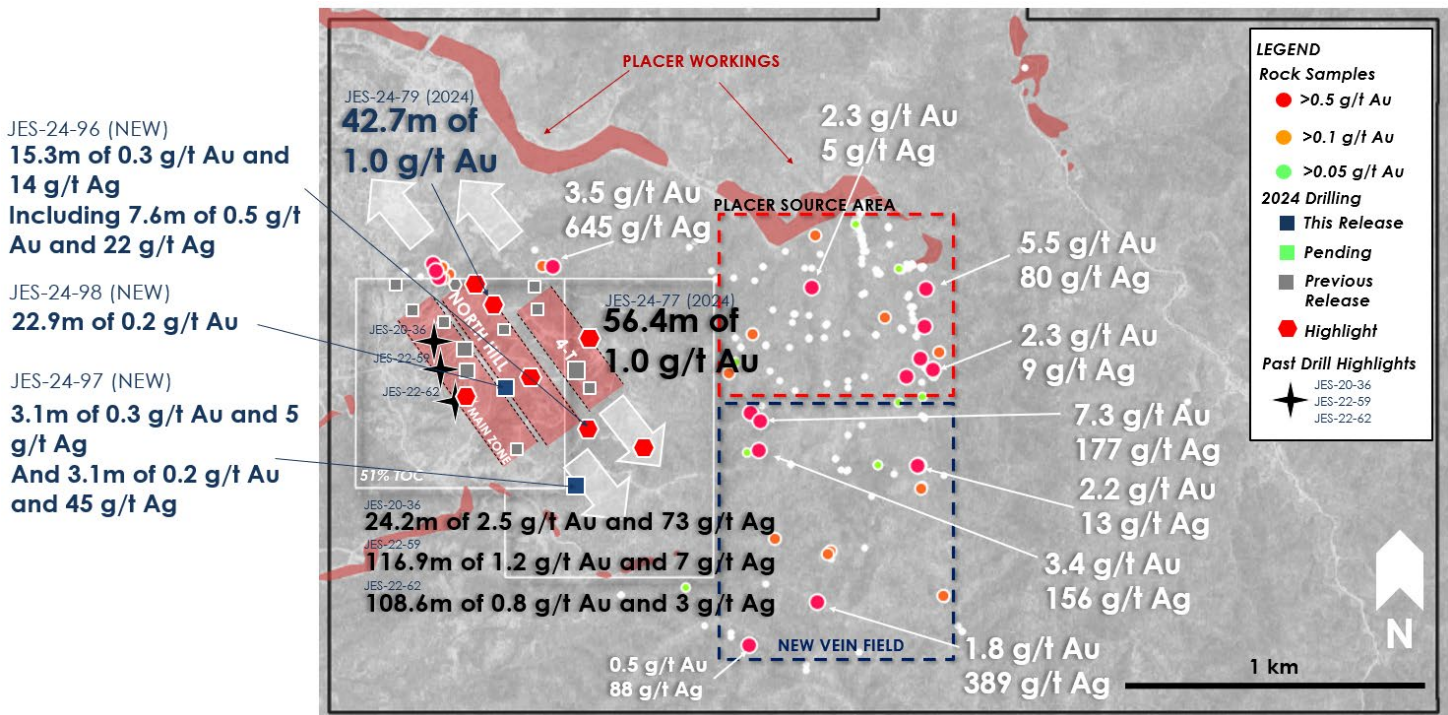 JES-24-96 (NEW)
15.3m of 0.3 g/t Au and
14 g/t Ag
Including 7.6m of 0.5 g/t
Au and 22 g/t Ag
JES-24-98 (NEW)
22.9m of 0.2 g/t Au
JES-24-97 (NEW)
3.1m of 0.3 g/t Au and 5
g/t Ag
And 3.1m of 0.2 g/t Au
and 45 g/t Ag
PLACER WORKINGS
JES-24-79 (2024)
42.7m of
1.0 g/t Au
3.5 g/t Au
645 g/t Ag
2.3 g/t Au
5 g/t Ag
PLACER SOURCE AREA
5.5 g/t Au
80 g/t Ag
JES-24-77 (2024)
56.4m of
1.0 g/t Au
NORTH HILL
4-T
MAIN ZONE
JES-20-36
JES-22-59
JES-22-62
51% TOC
2.3 g/t Au
9 g/t Ag
7.3 g/t Au
177 g/t Ag
2.2 g/t Au
13 g/t Ag
3.4 g/t Au
156 g/t Ag
JES-20-36
24.2m of 2.5 g/t Au and 73 g/t Ag
JES-22-59
116.9m of 1.2 g/t Au and 7 g/t Ag
JES-22-62
108.6m of 0.8 g/t Au and 3 g/t Ag
NEW VEIN FIELD
0.5 g/t Au
88 g/t Ag
1.8 g/t Au
389 g/t Ag
LEGEND
Rock Samples
>0.5 g/t Au
>0.1 g/t Au
>0.05 g/t Au
2024 Drilling
This Release
Pending
Previous
Release
Highlight
Past Drill Highlights
JES-20-36
JES-22-59
JES-22-62
N
1 km